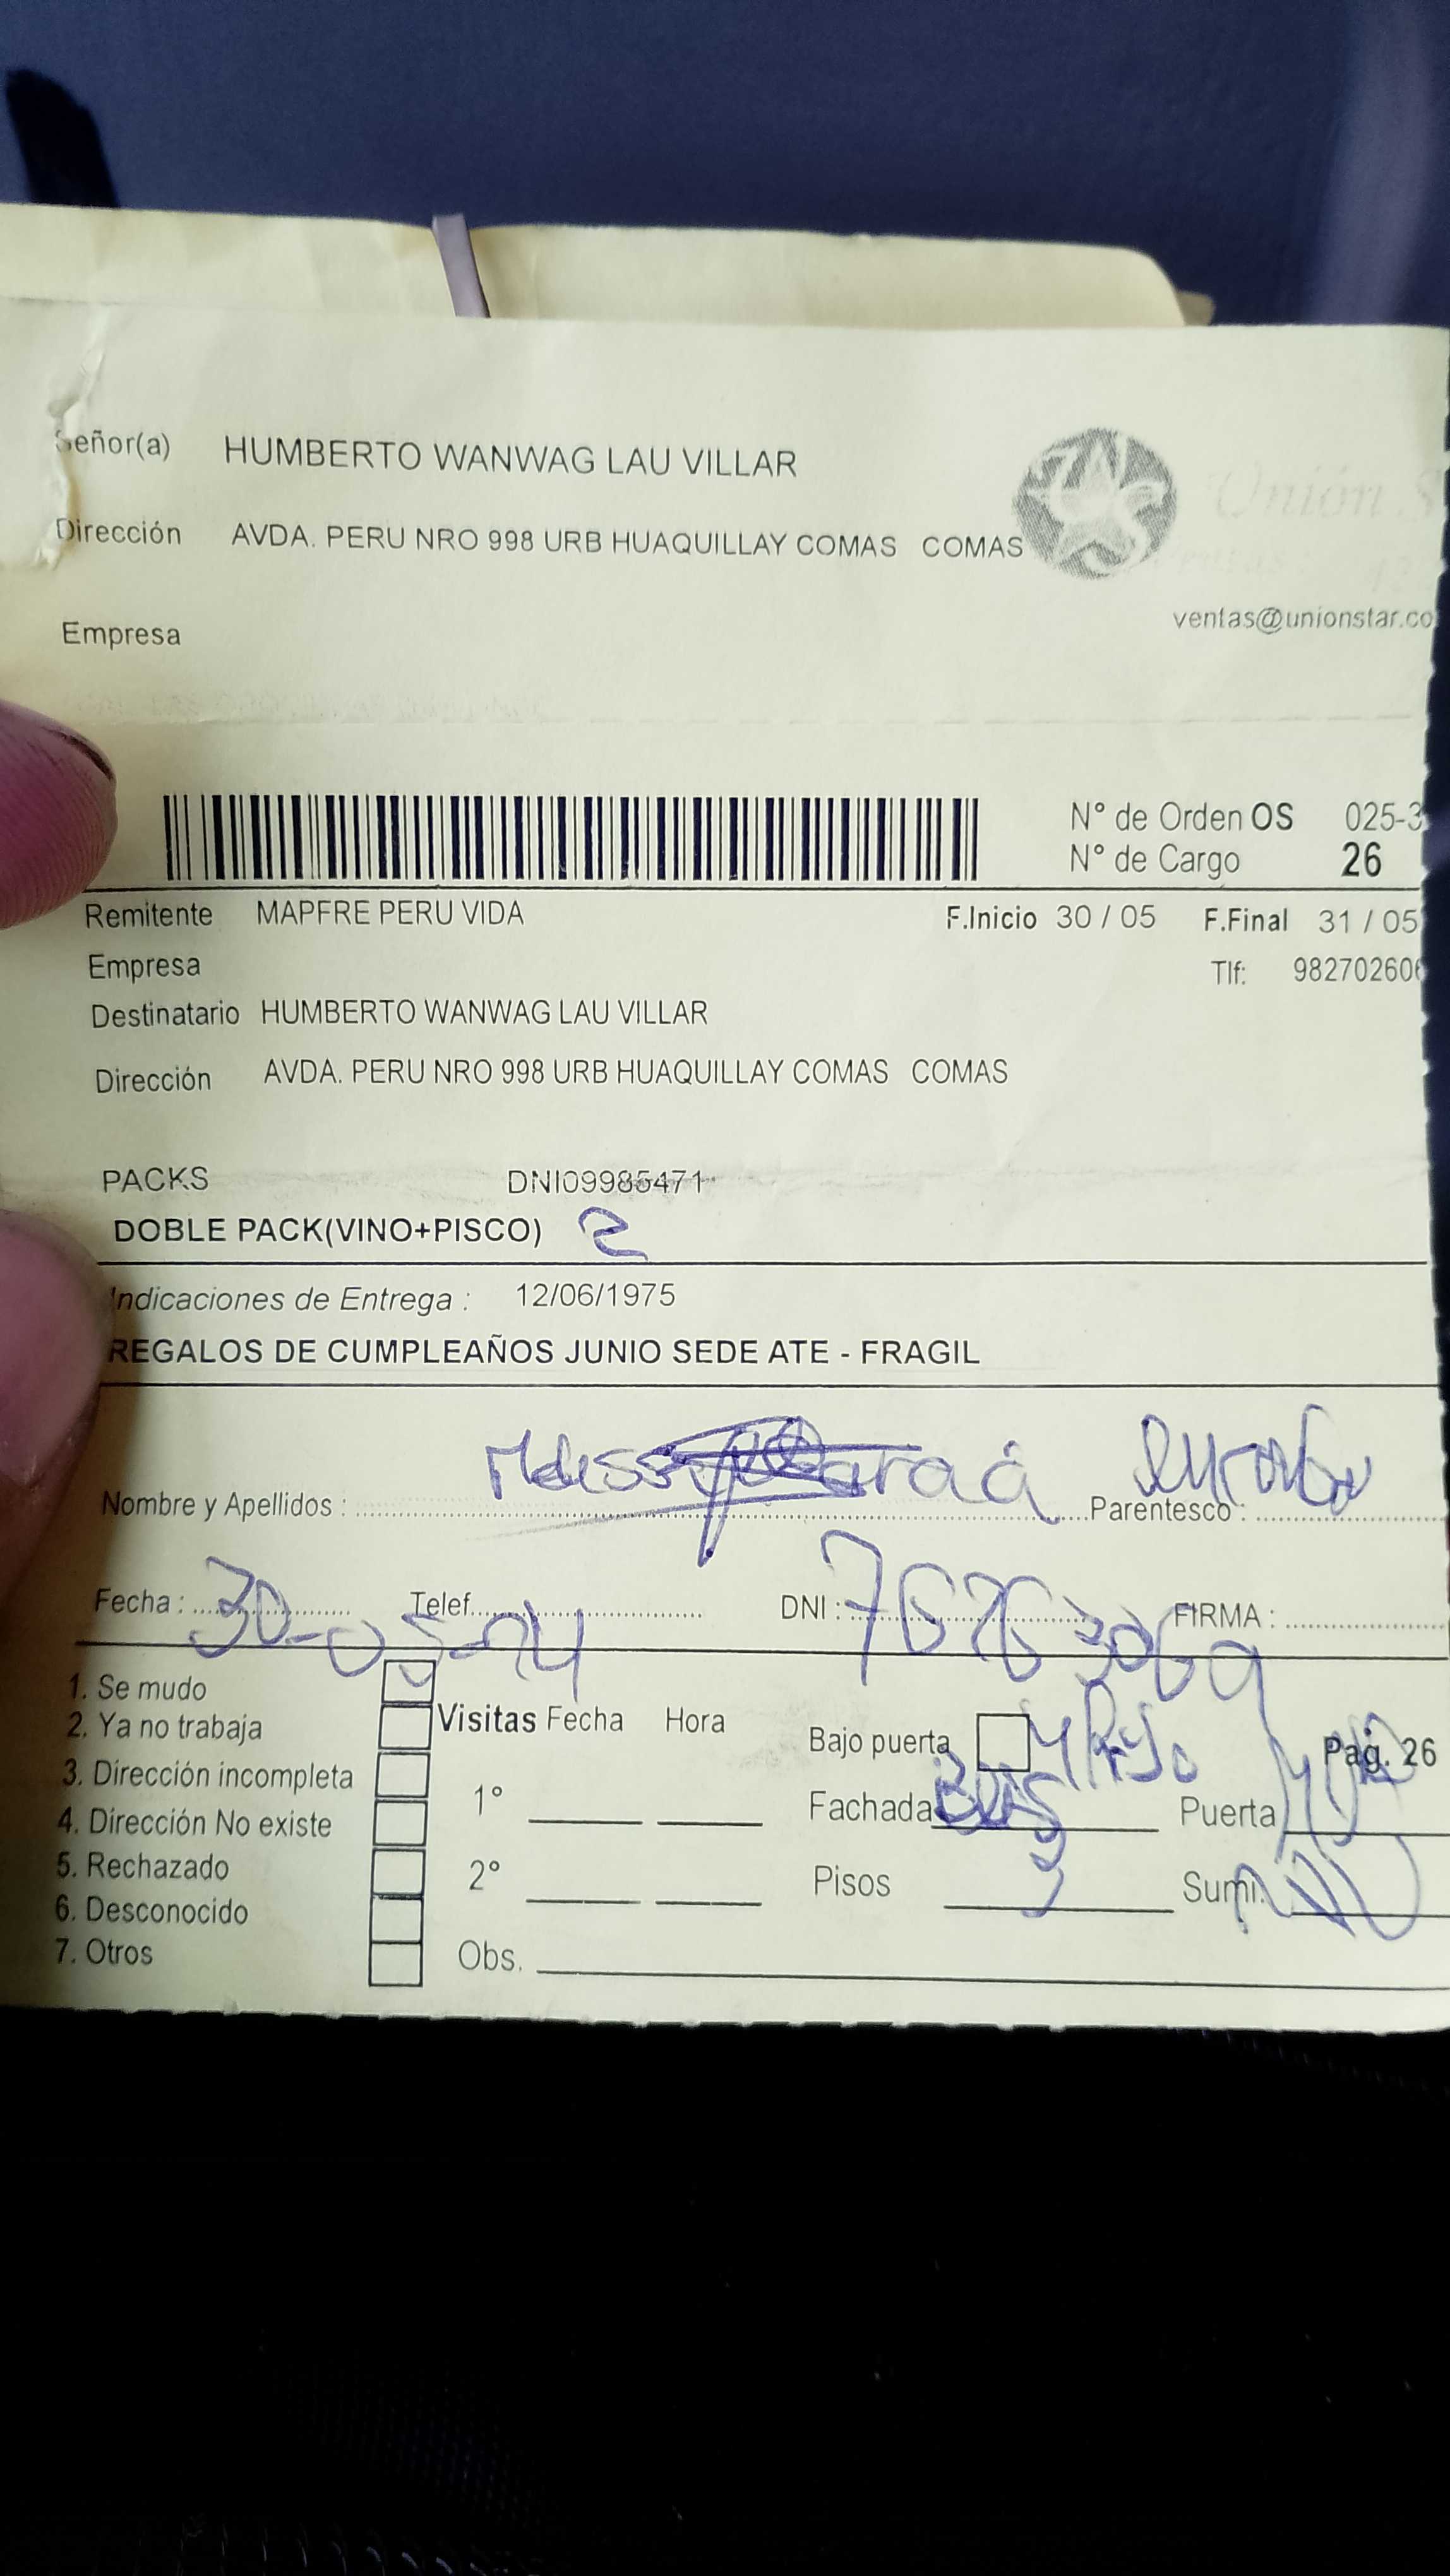 Señor(a) HUMBERTO WANWAG LAU VILLAR
Dirección AVDA. PERU NRO 998 URB HUAQUILLAY COMAS COMAS
Unión S
ventas@unionstar.co
Empresa
N° de Orden OS 025-3
N° de Cargo 26
Remitente MAPFRE PERU VIDA F.Inicio 30 / 05 F.Final 31 / 05
Empresa Tlf: 98270260
Destinatario HUMBERTO WANWAG LAU VILLAR
Dirección AVDA. PERU NRO 998 URB HUAQUILLAY COMAS COMAS
PACKS DNI09985471
DOBLE PACK(VINO+PISCO) 2
Indicaciones de Entrega : 12/06/1975
REGALOS DE CUMPLEAÑOS JUNIO SEDE ATE - FRAGIL
Nombre y Apellidos : Parentesco :
Fecha : 30-05-24 Telef. DNI : FIRMA :
1. Se mudo
2. Ya no trabaja Visitas Fecha Hora Bajo puerta Pag. 26
3. Dirección incompleta
4. Dirección No existe 1° Fachada Puerta
5. Rechazado 2° Pisos 3 Sumi.
6. Desconocido
7. Otros Obs.